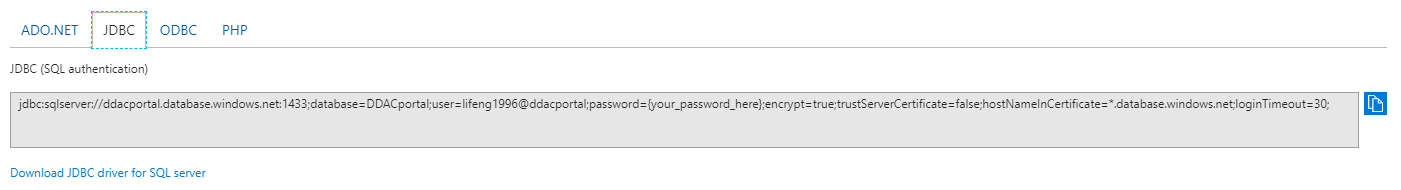 ADO.NET JDBC ODBC PHP
JDBC (SQL authentication)
jdbc:sqlserver://ddacportal.database.windows.net:1433;database=DDACportal;user=lifeng1996@ddacportal;password={your_password_here};encrypt=true;trustServerCertificate=false;hostNameInCertificate=*.database.windows.net;loginTimeout=30;
Download JDBC driver for SQL server